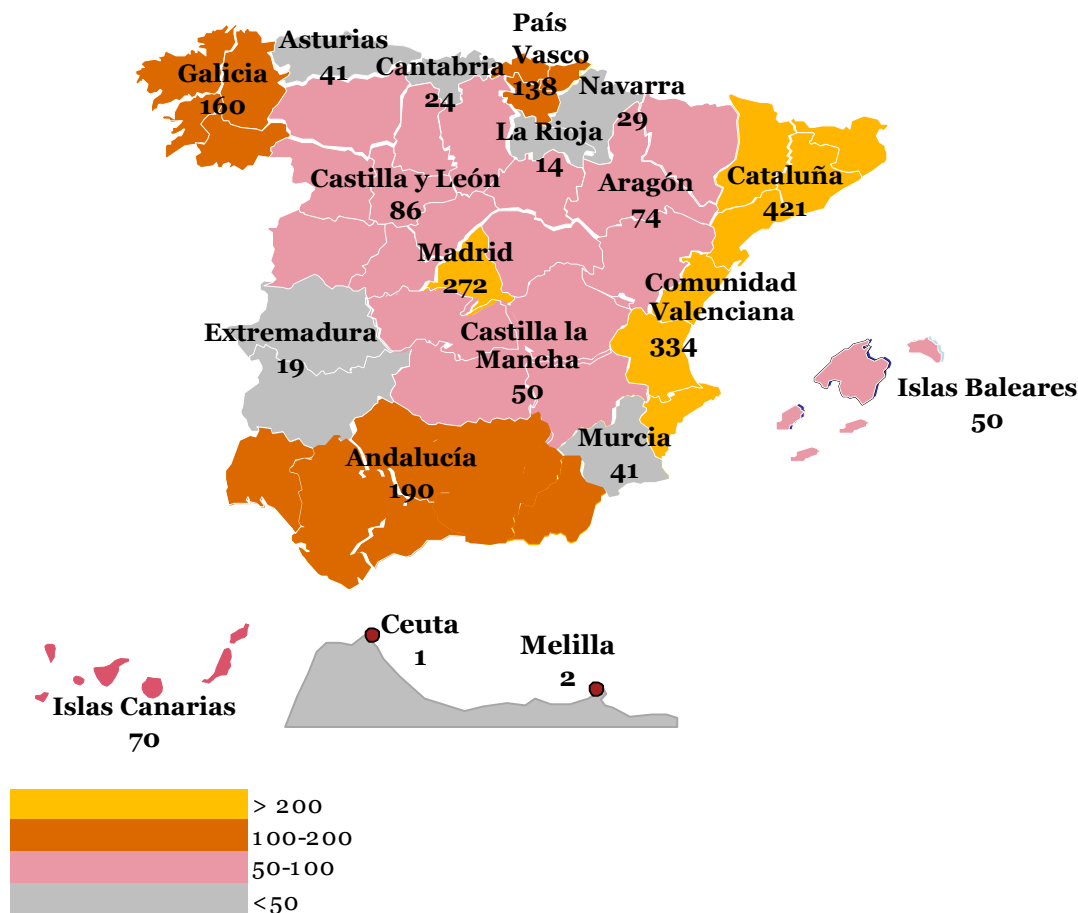 País
Vasco
138
Asturias
41
Cantabria
24
Galicia
160
Navarra
29
La Rioja
14
Castilla y León
86
Aragón
74
Cataluña
421
Madrid
272
Comunidad
Valenciana
334
Extremadura
19
Castilla la
Mancha
50
Islas Baleares
50
Murcia
41
Andalucía
190
Ceuta
1
Melilla
2
Islas Canarias
70
> 200
100-200
50-100
<50